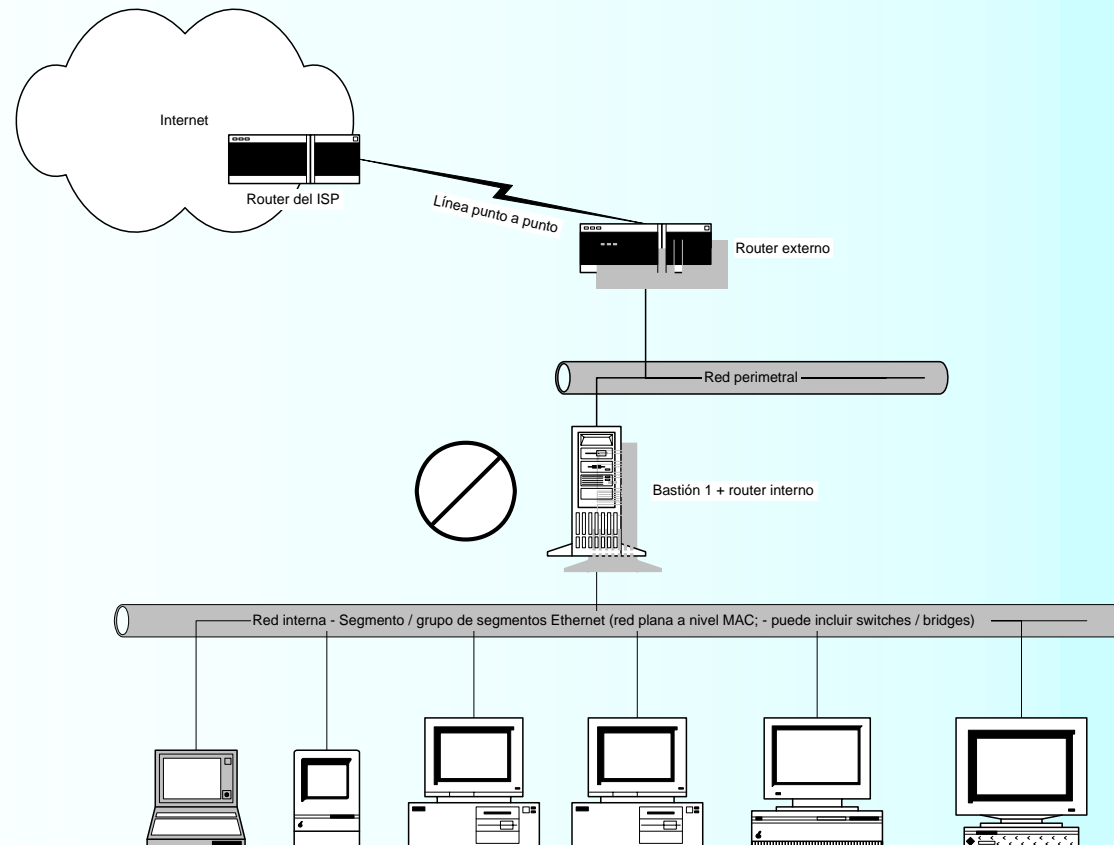 Internet
Router del ISP
Línea punto a punto
Router externo
Red perimetral
Bastión 1 + router interno
Red interna - Segmento / grupo de segmentos Ethernet (red plana a nivel MAC; - puede incluir switches / bridges)